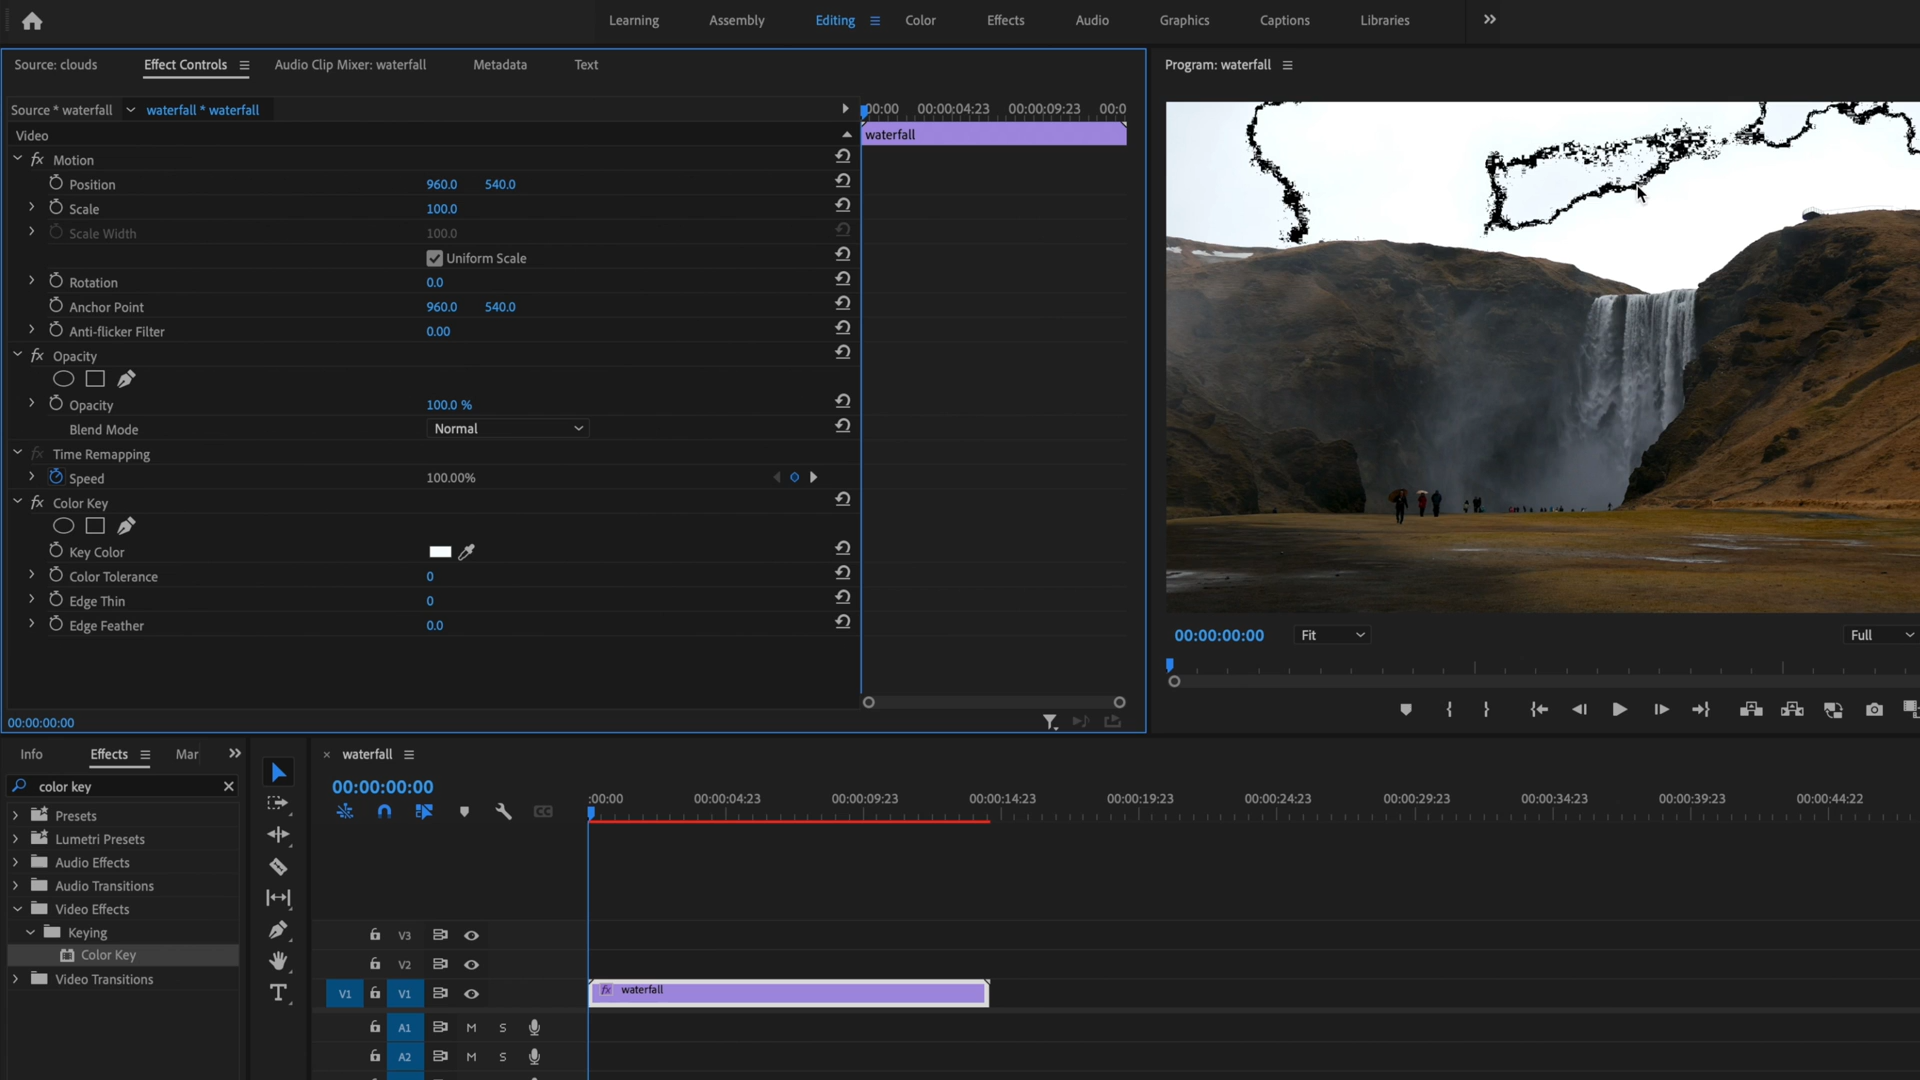 Learning Assembly Editing Color Effects Audio Graphics Captions Libraries
Source: clouds Effect Controls Audio Clip Mixer: waterfall Metadata Text
Program: waterfall
Source * waterfall waterfall * waterfall
00:00 00:00:04:23 00:00:09:23 00:0
Video
waterfall
fx Motion
Position 960.0 540.0
Scale 100.0
Scale Width 100.0
Uniform Scale
Rotation 0.0
Anchor Point 960.0 540.0
Anti-flicker Filter 0.00
fx Opacity
Opacity 100.0 %
Blend Mode Normal
fx Time Remapping
Speed 100.00%
fx Color Key
Key Color
Color Tolerance 0
Edge Thin 0
Edge Feather 0.0
00:00:00:00 Fit Full
00:00:00:00
Info Effects Mar
waterfall
color key
00:00:00:00
:00:00 00:00:04:23 00:00:09:23 00:00:14:23 00:00:19:23 00:00:24:23 00:00:29:23 00:00:34:23 00:00:39:23 00:00:44:22
Presets
Lumetri Presets
Audio Effects
Audio Transitions
Video Effects
Keying
Color Key
Video Transitions
CC
V3
V2
V1 V1 fx waterfall
A1 M S
A2 M S
T